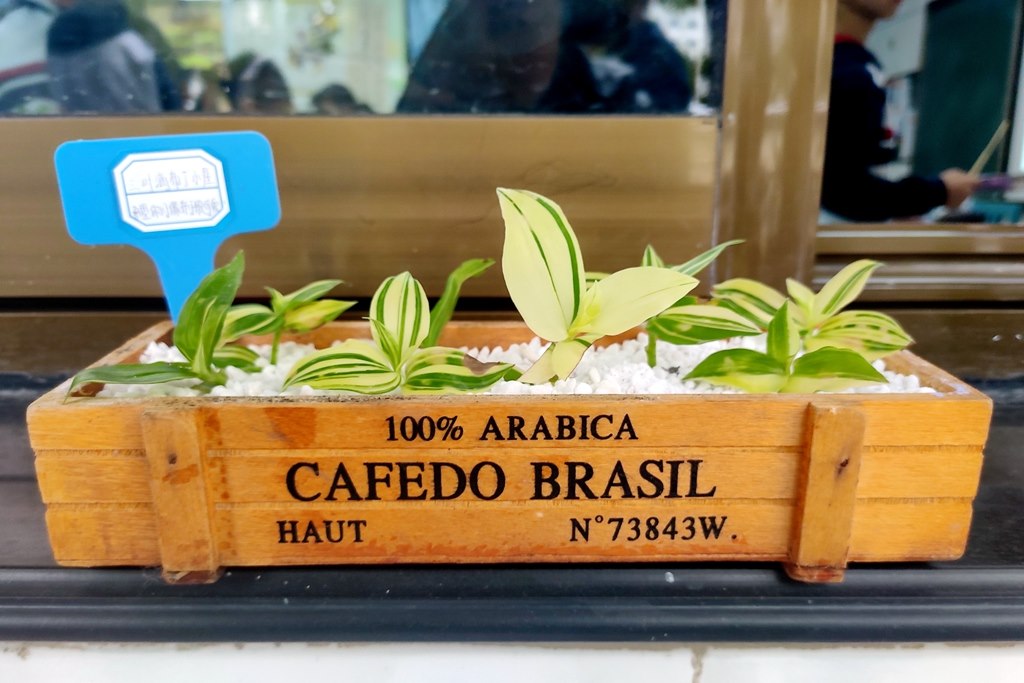 100% ARABICA
CAFEDO BRASIL
HAUT N°73843W.